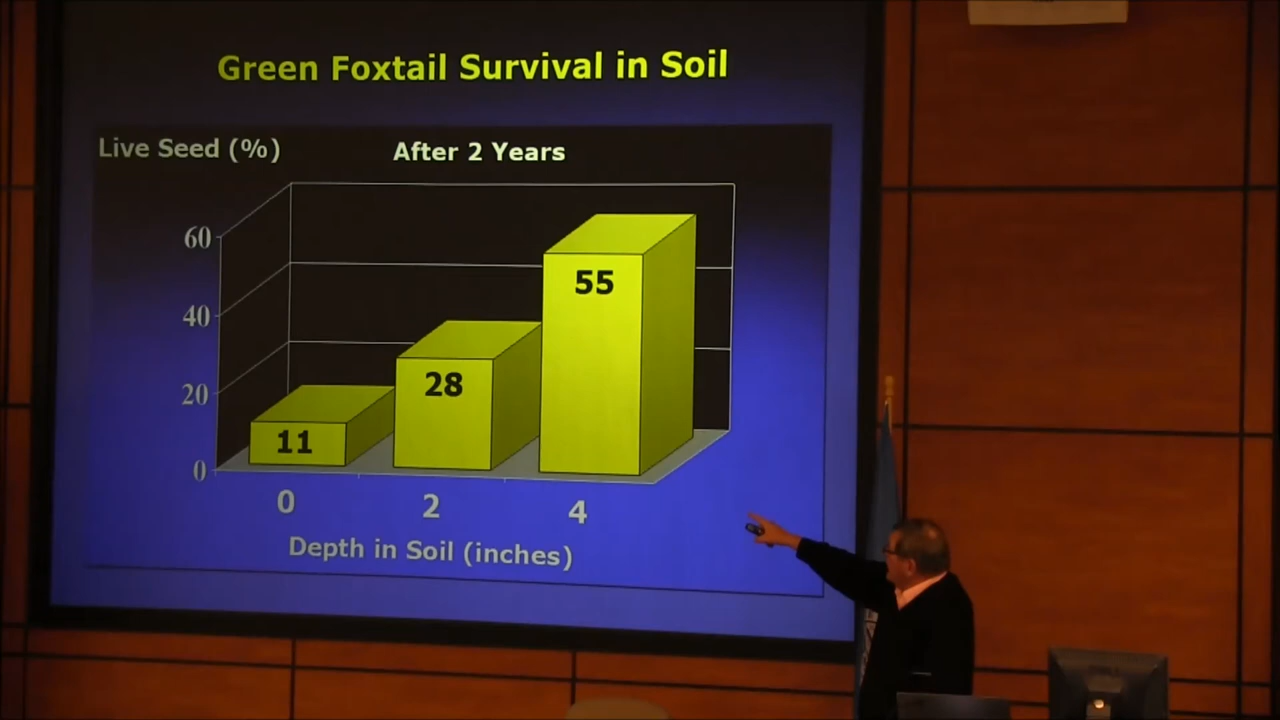 Green Foxtail Survival in Soil
Live Seed (%)
After 2 Years
60
40
20
0
11
28
55
0
2
4
Depth in Soil (inches)